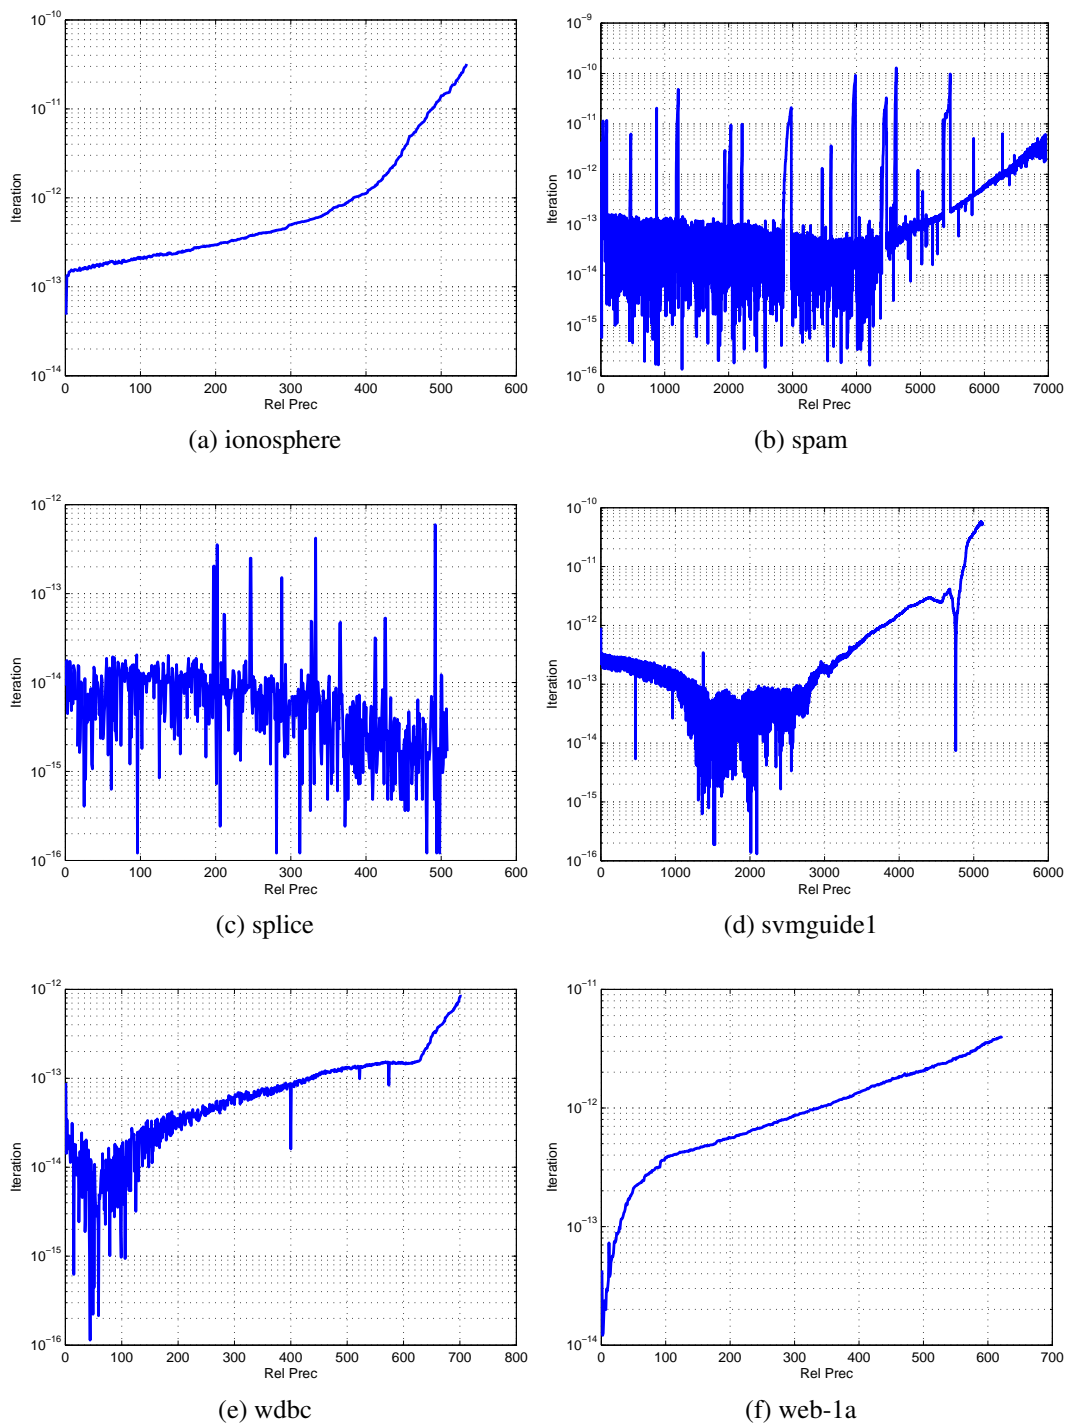 10^-10
10^-11
10^-12
10^-13
10^-14
Iteration
0 100 200 300 400 500 600
Rel Prec
(a) ionosphere
10^-9
10^-10
10^-11
10^-12
10^-13
10^-14
10^-15
10^-16
Iteration
0 1000 2000 3000 4000 5000 6000 7000
Rel Prec
(b) spam
10^-12
10^-13
10^-14
10^-15
10^-16
Iteration
0 100 200 300 400 500 600
Rel Prec
(c) splice
10^-10
10^-11
10^-12
10^-13
10^-14
10^-15
10^-16
Iteration
0 1000 2000 3000 4000 5000 6000
Rel Prec
(d) svmguide1
10^-12
10^-13
10^-14
10^-15
10^-16
Iteration
0 100 200 300 400 500 600 700 800
Rel Prec
(e) wdbc
10^-11
10^-12
10^-13
10^-14
Iteration
0 100 200 300 400 500 600 700
Rel Prec
(f) web-1a